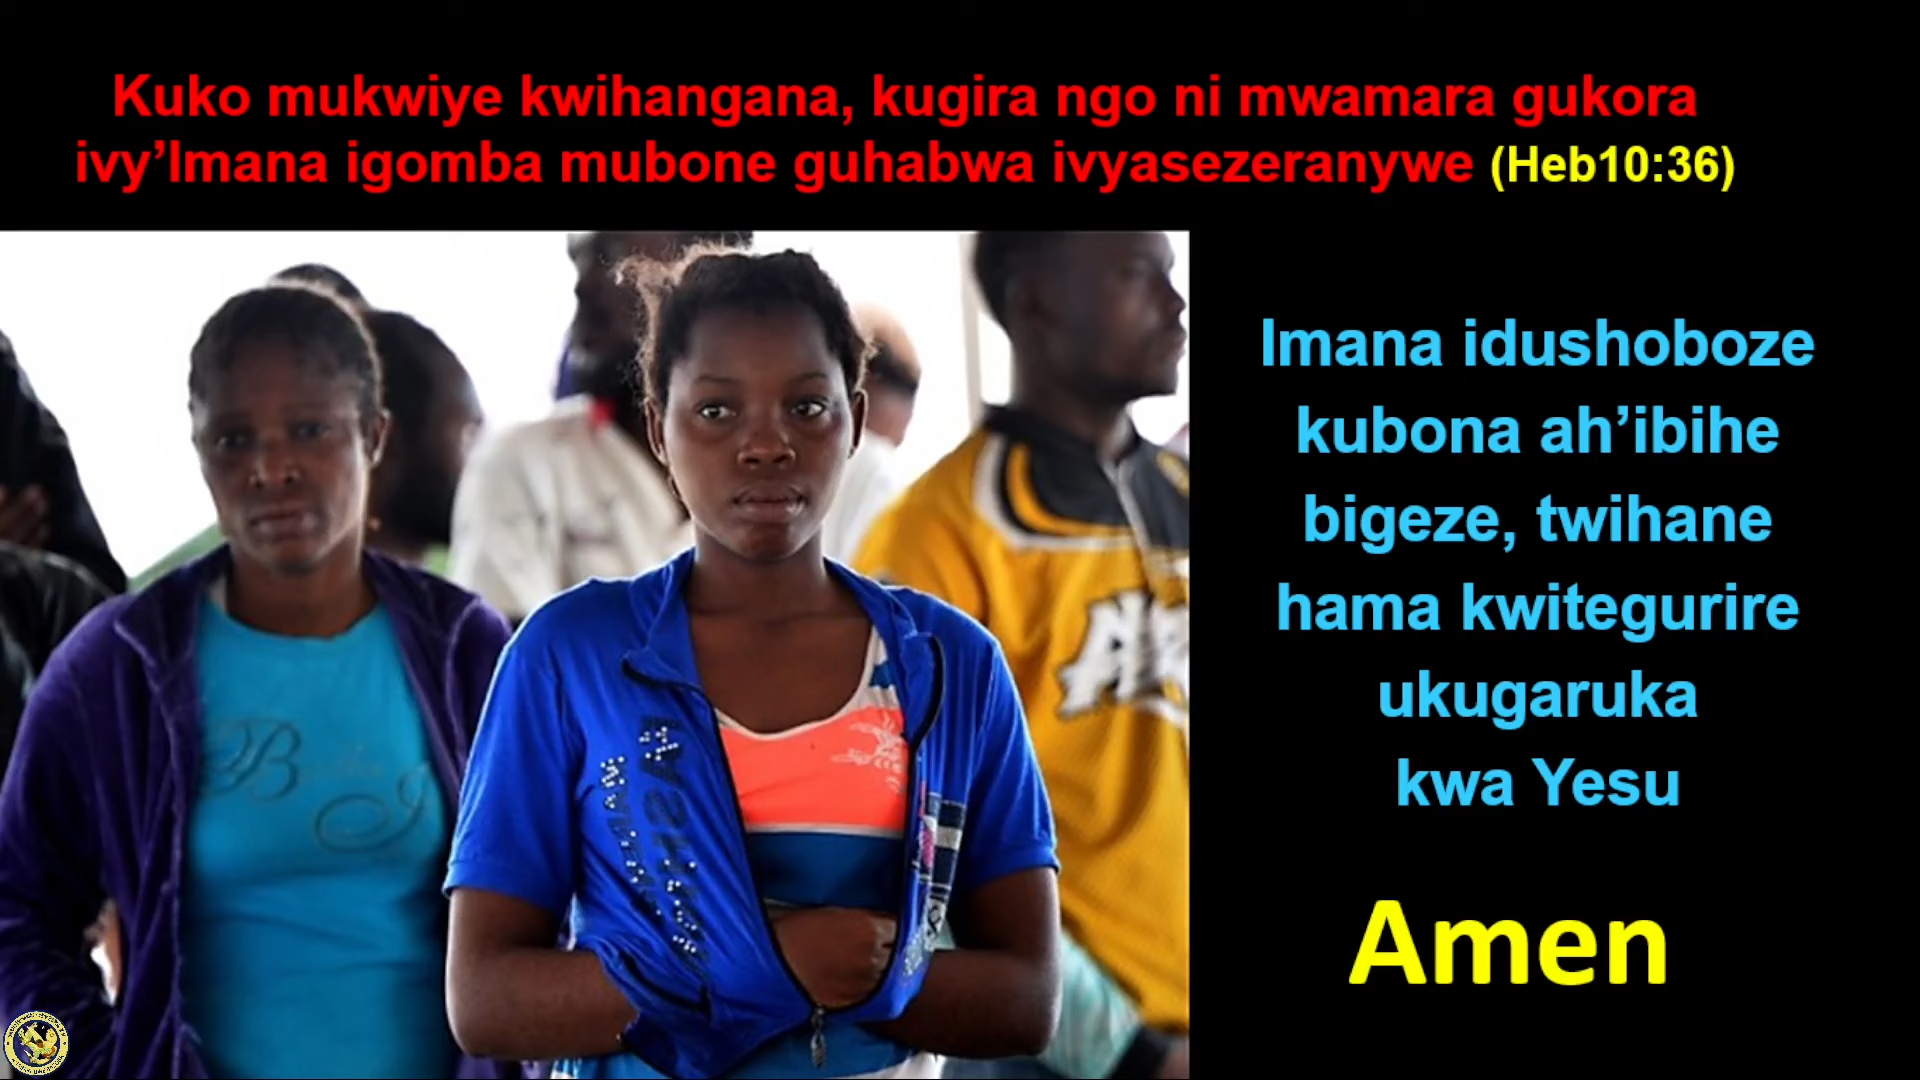 Kuko mukwiye kwihangana, kugira ngo ni mwamara gukora
ivy’Imana igomba mubone guhabwa ivyasezeranywe (Heb10:36)
Imana idushoboze
kubona ah’ibihe
bigeze, twihane
hama kwitegurire
ukugaruka
kwa Yesu
Amen